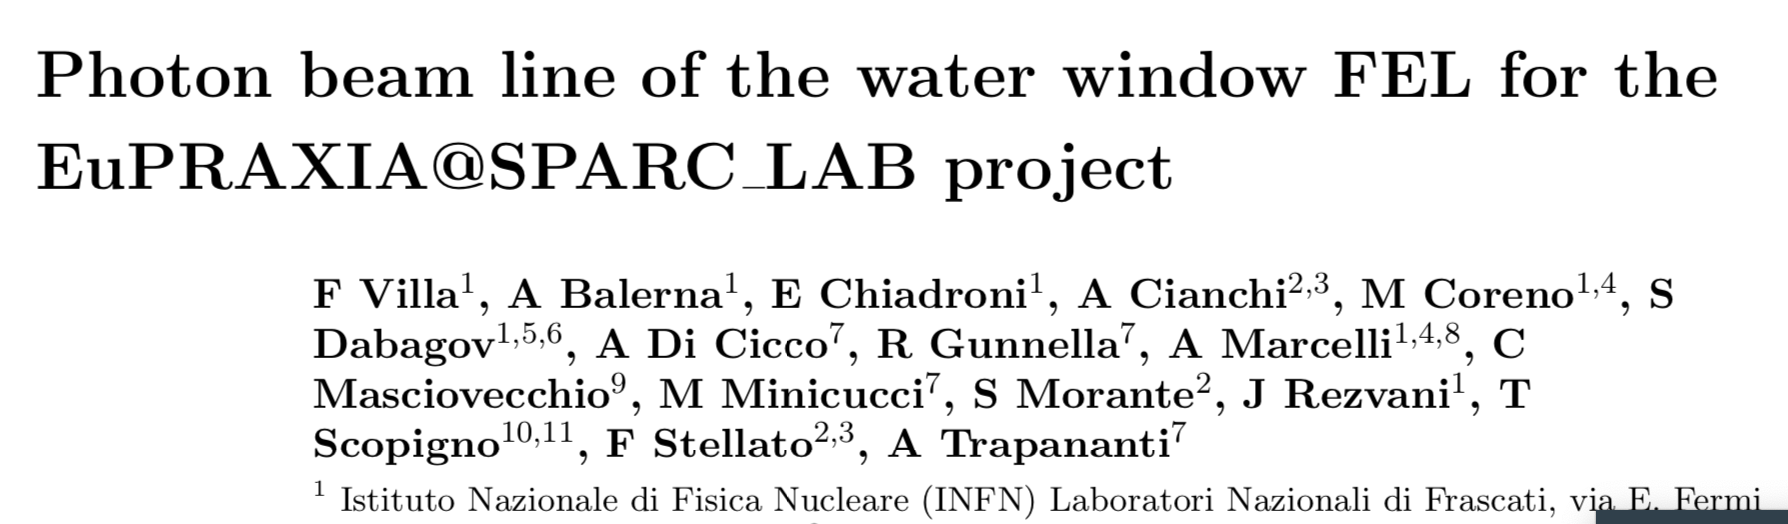 Photon beam line of the water window FEL for the
EuPRAXIA@SPARC_LAB project
F Villa¹, A Balerna¹, E Chiadroni¹, A Cianchi²,³, M Coreno¹,⁴, S
Dabagov¹,⁵,⁶, A Di Cicco⁷, R Gunnella⁷, A Marcelli¹,⁴,⁸, C
Masciovecchio⁹, M Minicucci⁷, S Morante², J Rezvani¹, T
Scopigno¹⁰,¹¹, F Stellato²,³, A Trapananti⁷
¹ Istituto Nazionale di Fisica Nucleare (INFN) Laboratori Nazionali di Frascati, via E. Fermi